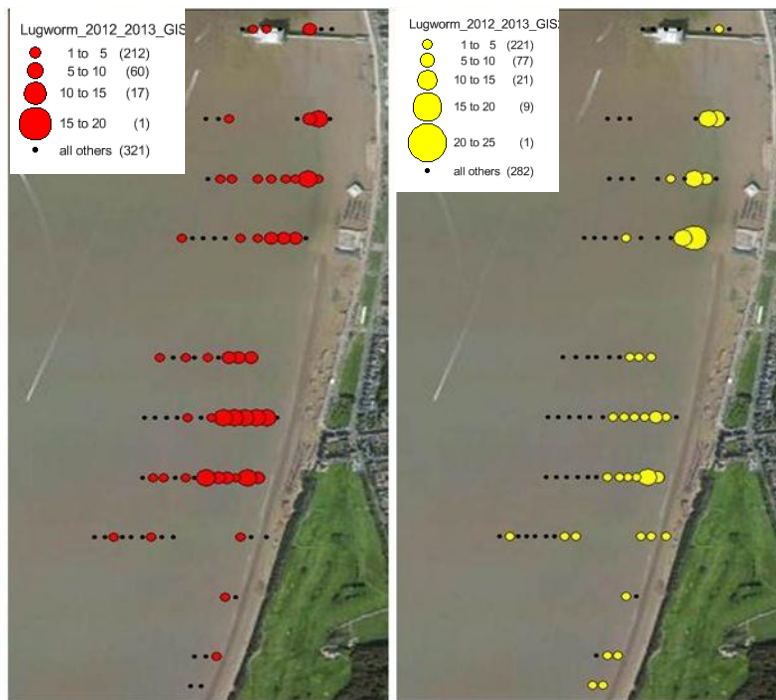 Lugworm_2012_2013_GIS
1 to 5 (212)
5 to 10 (60)
10 to 15 (17)
15 to 20 (1)
all others (321)
Lugworm_2012_2013_GIS
1 to 5 (221)
5 to 10 (77)
10 to 15 (21)
15 to 20 (9)
20 to 25 (1)
all others (282)